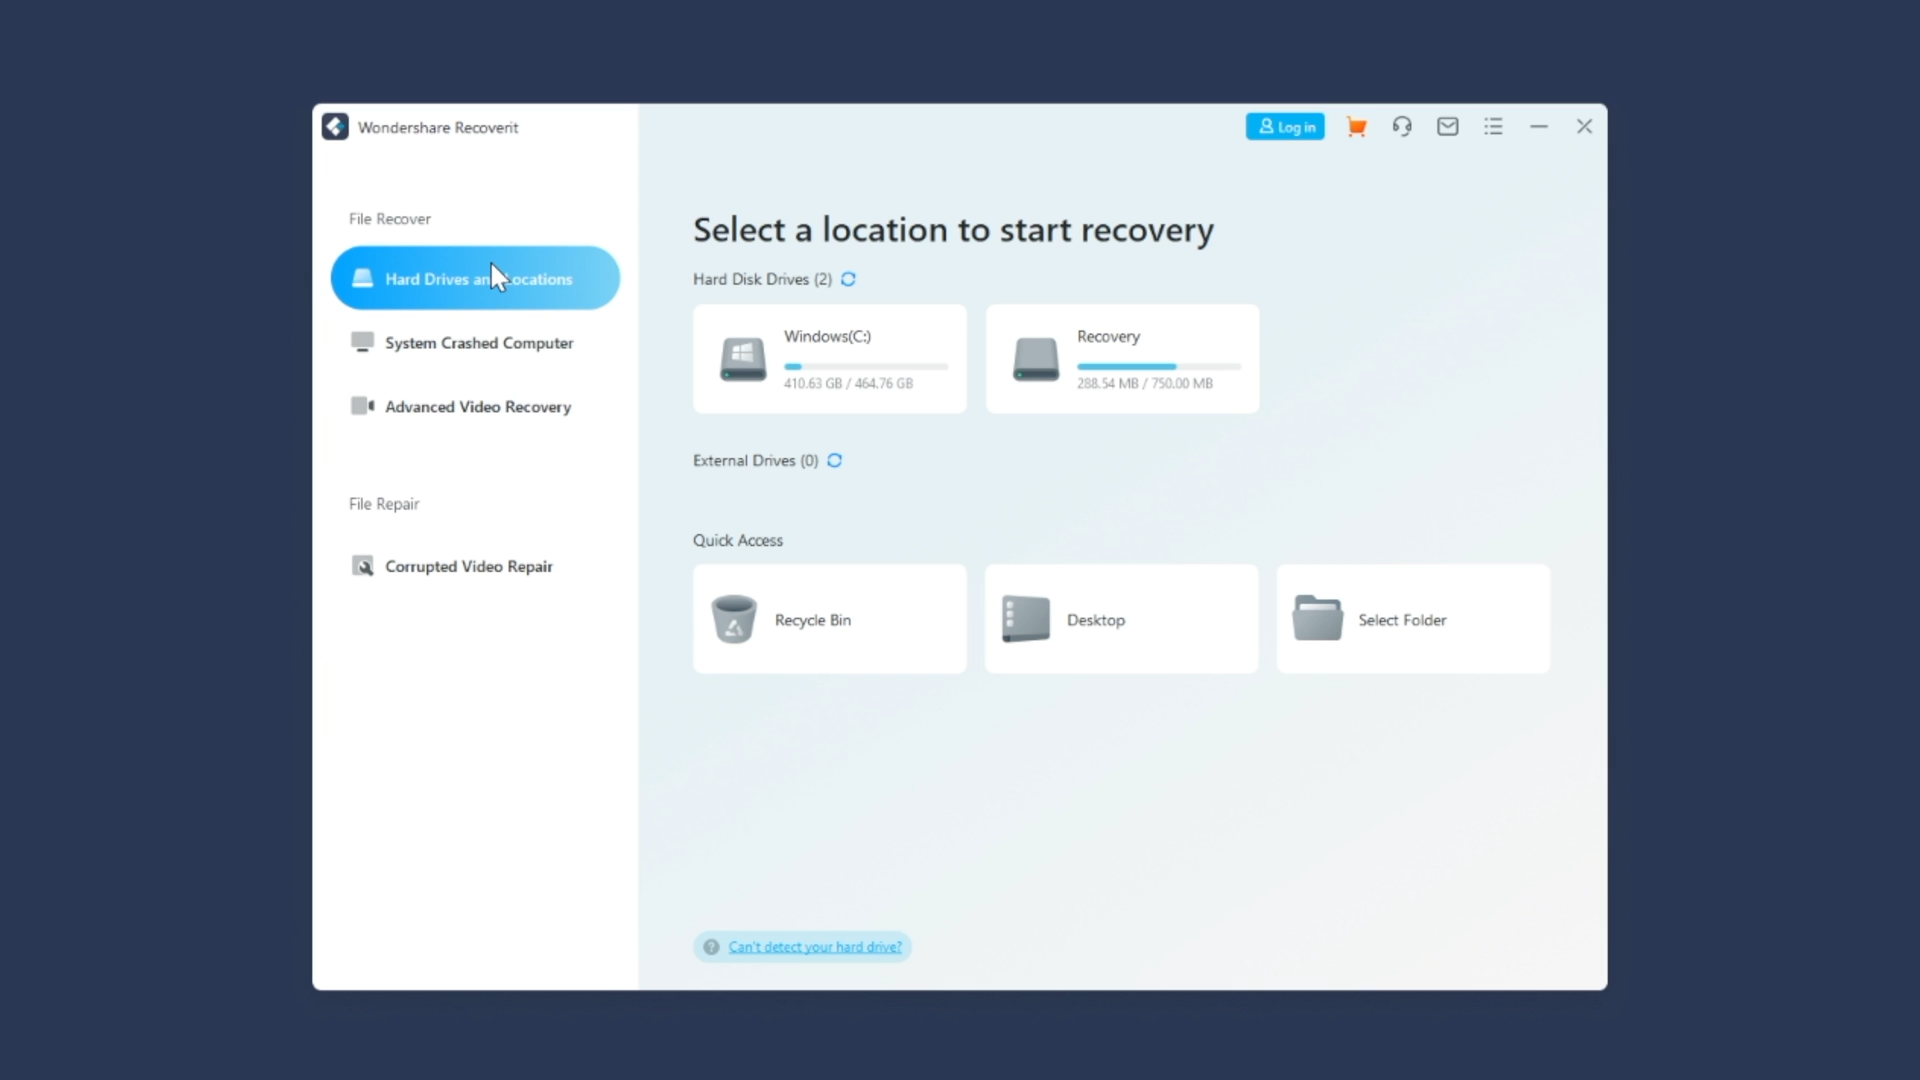 Wondershare Recoverit
Log in
File Recover
Hard Drives and Locations
System Crashed Computer
Advanced Video Recovery
File Repair
Corrupted Video Repair
Select a location to start recovery
Hard Disk Drives (2)
Windows(C:)
410.63 GB / 464.76 GB
Recovery
288.54 MB / 750.00 MB
External Drives (0)
Quick Access
Recycle Bin
Desktop
Select Folder
Can't detect your hard drive?